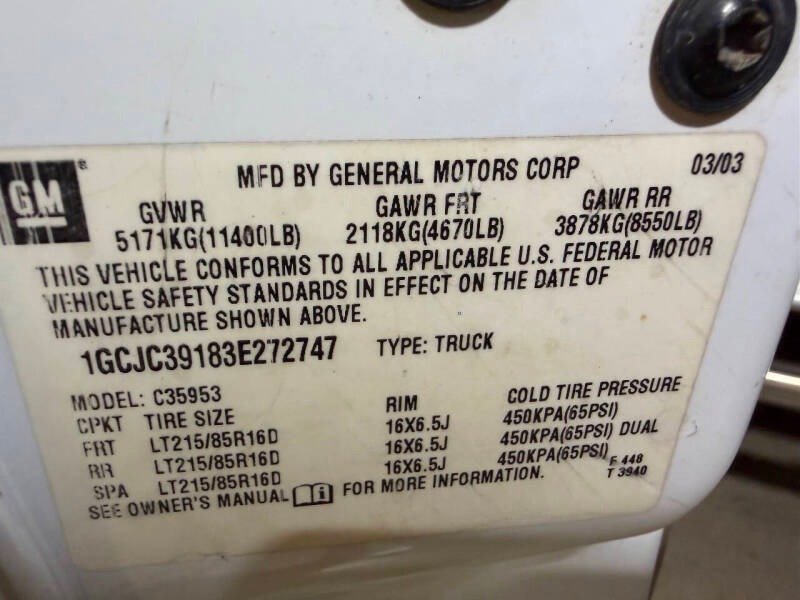 GM ®
MFD BY GENERAL MOTORS CORP 03/03
GVWR GAWR FRT GAWR RR
5171KG(11400LB) 2118KG(4670LB) 3878KG(8550LB)
THIS VEHICLE CONFORMS TO ALL APPLICABLE U.S. FEDERAL MOTOR
VEHICLE SAFETY STANDARDS IN EFFECT ON THE DATE OF
MANUFACTURE SHOWN ABOVE.
1GCJC39183E272747 TYPE: TRUCK
MODEL: C35953
CPKT TIRE SIZE RIM COLD TIRE PRESSURE
FRT LT215/85R16D 16X6.5J 450KPA(65PSI)
RR LT215/85R16D 16X6.5J 450KPA(65PSI) DUAL
SPA LT215/85R16D 16X6.5J 450KPA(65PSI)
SEE OWNER'S MANUAL i FOR MORE INFORMATION.
F 448
T 3940